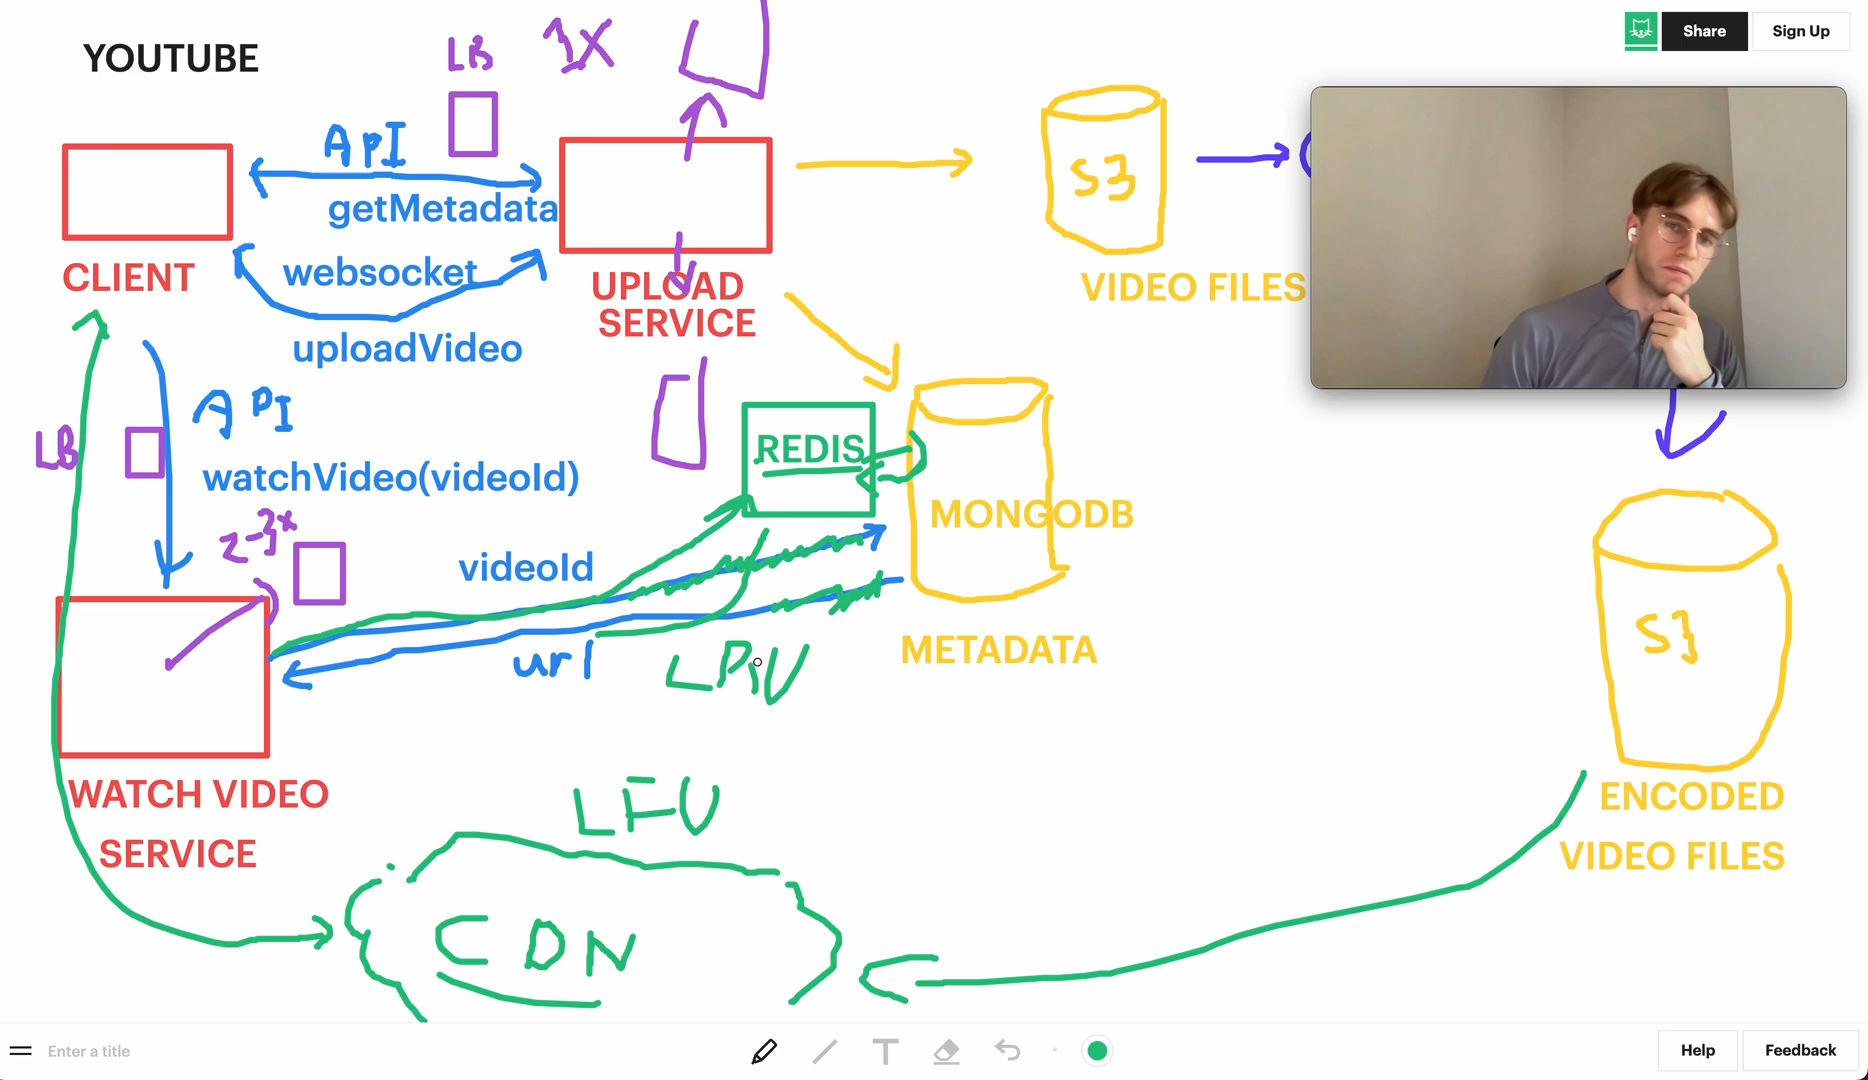 YOUTUBE
LB
1X
Share
Sign Up
API
getMetadata
S3
CLIENT
websocket
UPLOAD
SERVICE
VIDEO FILES
uploadVideo
API
LB
REDIS
watchVideo(videoId)
MONGODB
2-3x
videoId
url
METADATA
S3
WATCH VIDEO
SERVICE
LFU
ENCODED
VIDEO FILES
CDN
Enter a title
T
Help
Feedback